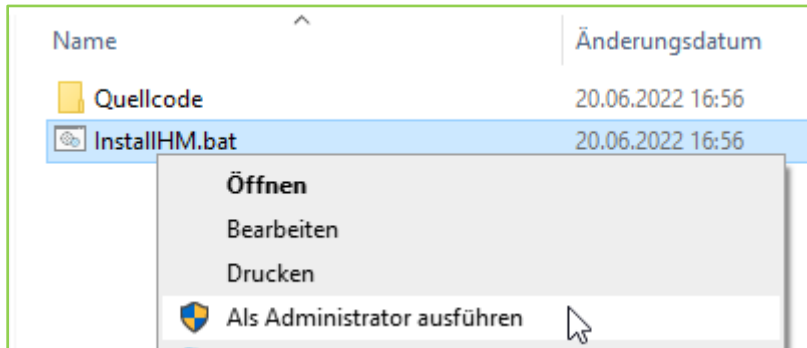 Name Änderungsdatum
Quellcode 20.06.2022 16:56
InstallHM.bat 20.06.2022 16:56
Öffnen
Bearbeiten
Drucken
Als Administrator ausführen